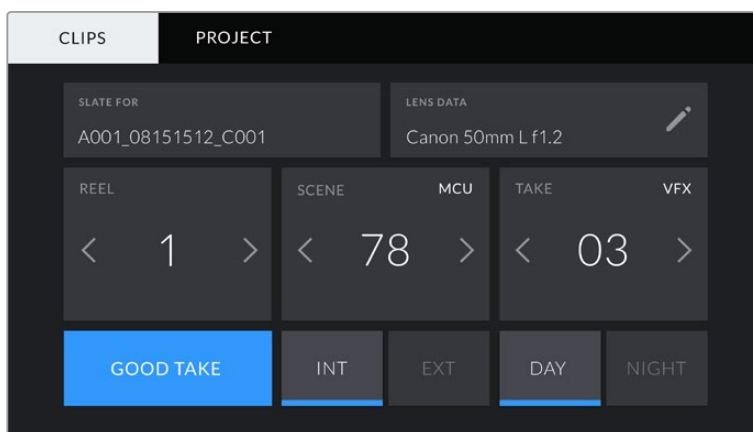 CLIPS PROJECT
SLATE FOR LENS DATA
A001_08151512_C001 Canon 50mm L f1.2
REEL SCENE MCU TAKE VFX
1 78 03
GOOD TAKE INT EXT DAY NIGHT